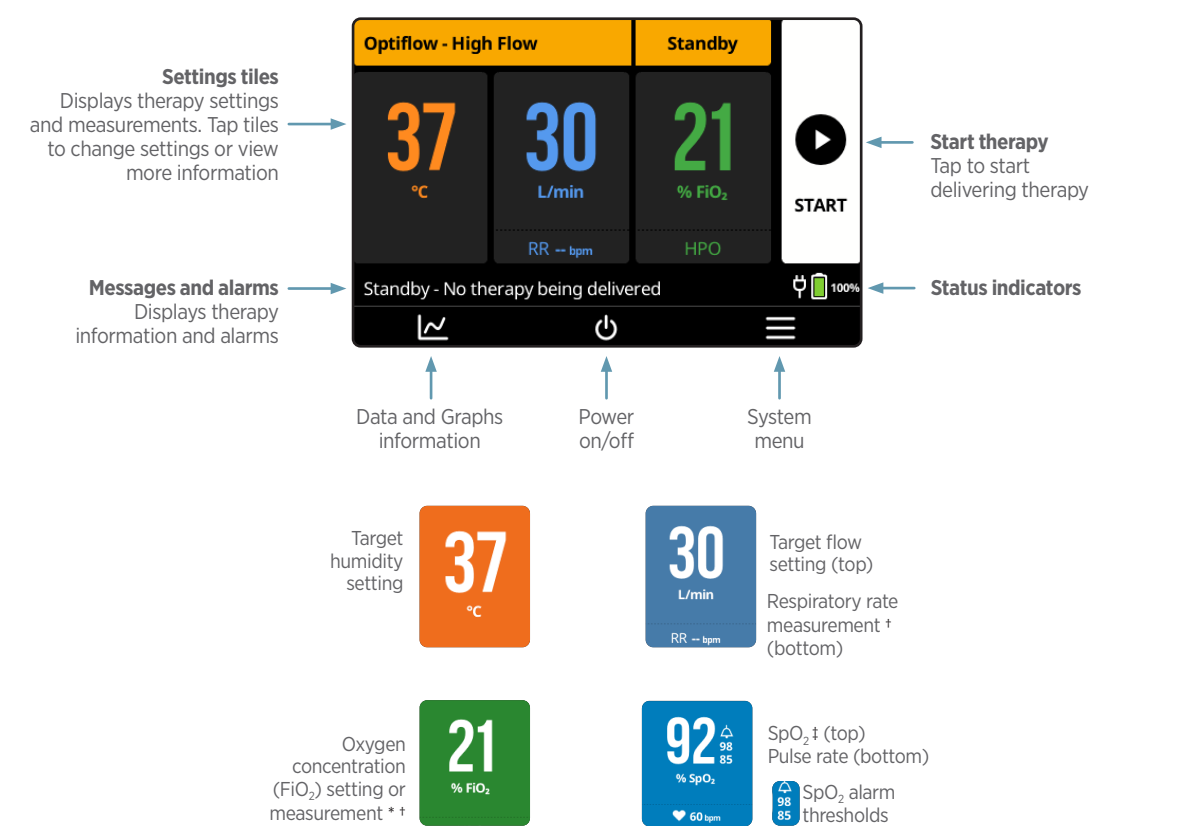 Optiflow - High Flow
Standby
Settings tiles
Displays therapy settings
and measurements. Tap tiles
to change settings or view
more information
37
°C
30
L/min
RR -- bpm
21
% FiO₂
HPO
START
Start therapy
Tap to start
delivering therapy
Messages and alarms
Displays therapy
information and alarms
Standby - No therapy being delivered
100%
Status indicators
Data and Graphs
information
Power
on/off
System
menu
Target
humidity
setting
37
°C
30
L/min
RR -- bpm
Target flow
setting (top)
Respiratory rate
measurement †
(bottom)
Oxygen
concentration
(FiO₂) setting or
measurement * †
21
% FiO₂
92
98
85
% SpO₂
60 bpm
SpO₂ ‡ (top)
Pulse rate (bottom)
98
85
SpO₂ alarm
thresholds